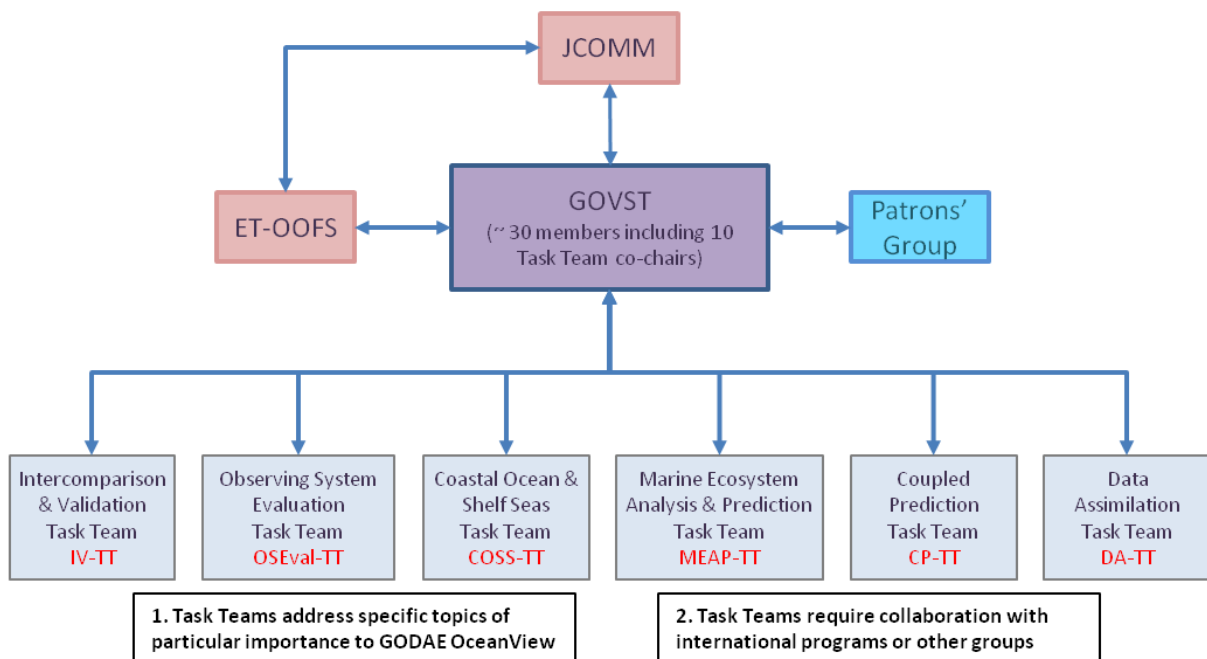 JCOMM
ET-OOFS
GOVST
(~ 30 members including 10
Task Team co-chairs)
Patrons'
Group
Intercomparison
& Validation
Task Team
IV-TT
Observing System
Evaluation
Task Team
OSEval-TT
Coastal Ocean &
Shelf Seas
Task Team
COSS-TT
Marine Ecosystem
Analysis & Prediction
Task Team
MEAP-TT
Coupled
Prediction
Task Team
CP-TT
Data
Assimilation
Task Team
DA-TT
1. Task Teams address specific topics of
particular importance to GODAE OceanView
2. Task Teams require collaboration with
international programs or other groups